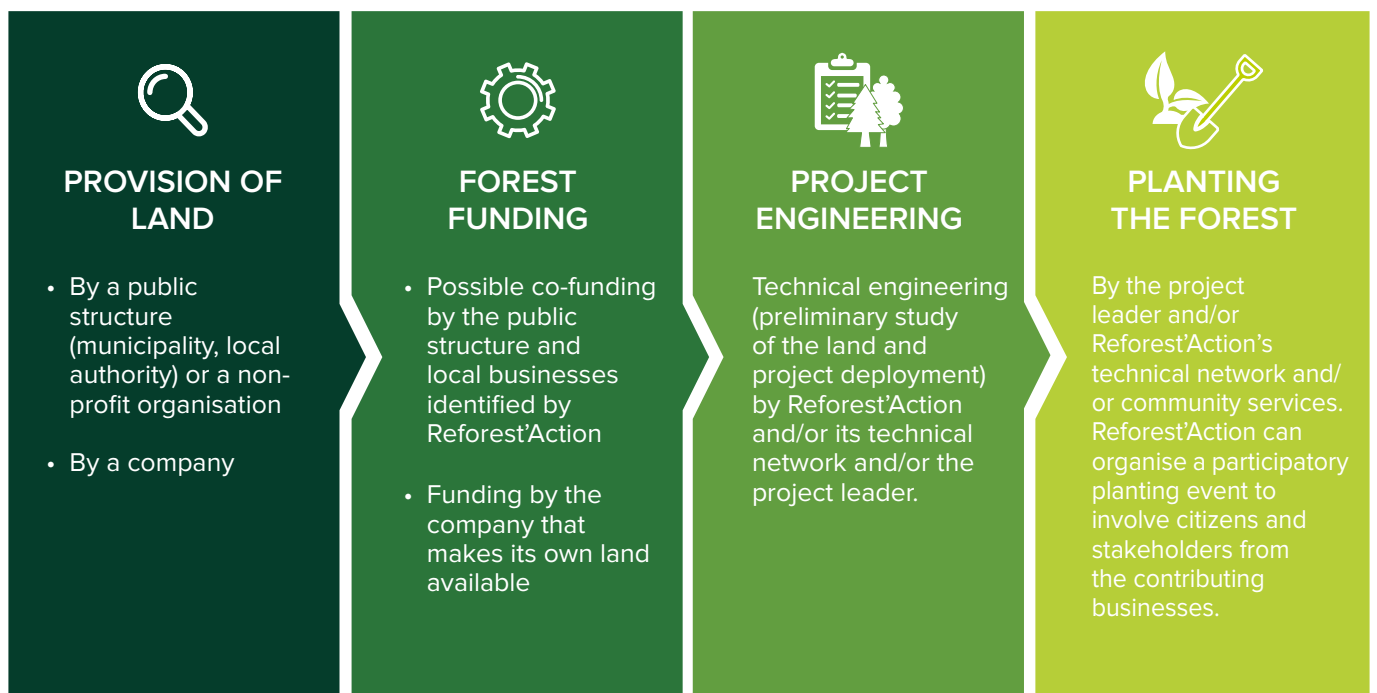 PROVISION OF
LAND
• By a public
structure
(municipality, local
authority) or a non-
profit organisation
• By a company
FOREST
FUNDING
• Possible co-funding
by the public
structure and
local businesses
identified by
Reforest'Action
• Funding by the
company that
makes its own land
available
PROJECT
ENGINEERING
Technical engineering
(preliminary study
of the land and
project deployment)
by Reforest'Action
and/or its technical
network and/or the
project leader.
PLANTING
THE FOREST
By the project
leader and/or
Reforest'Action's
technical network and/
or community services.
Reforest'Action can
organise a participatory
planting event to
involve citizens and
stakeholders from
the contributing
businesses.